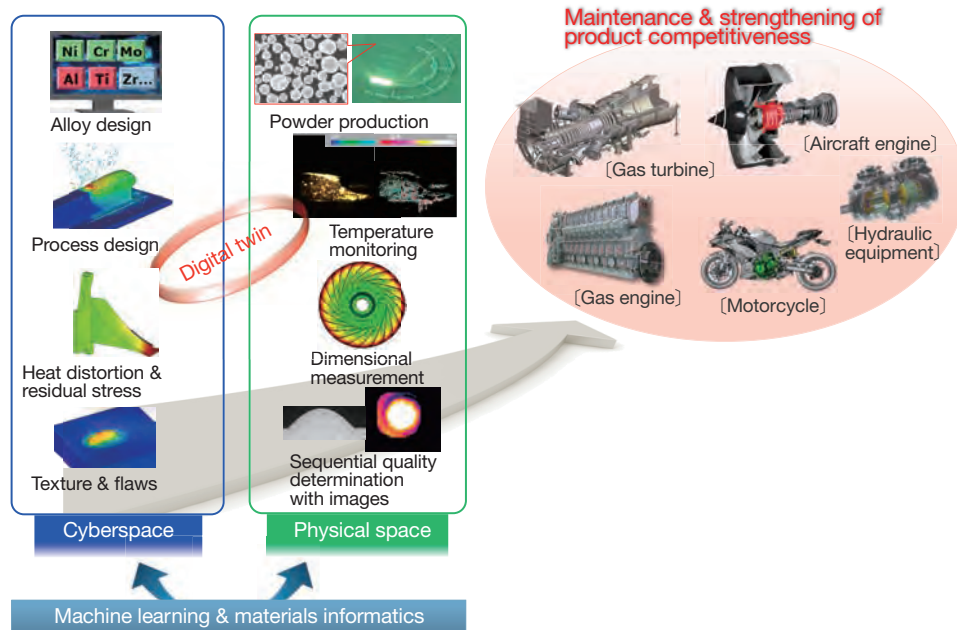 Maintenance & strengthening of
product competitiveness
Ni Cr Mo
Al Ti Zr...
Alloy design
Process design
Heat distortion &
residual stress
Texture & flaws
Cyberspace
Digital twin
Powder production
Temperature
monitoring
Dimensional
measurement
Sequential quality
determination
with images
Physical space
Machine learning & materials informatics
〔Gas turbine〕
〔Aircraft engine〕
〔Gas engine〕
〔Motorcycle〕
〔Hydraulic
equipment〕